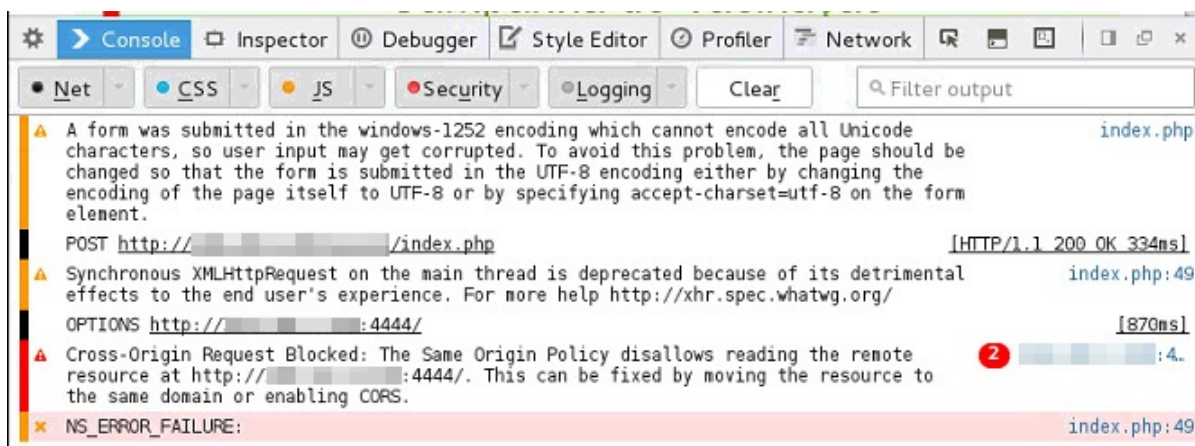 Console Inspector Debugger Style Editor Profiler Network
Net CSS JS Security Logging Clear Filter output
A form was submitted in the windows-1252 encoding which cannot encode all Unicode index.php
characters, so user input may get corrupted. To avoid this problem, the page should be
changed so that the form is submitted in the UTF-8 encoding either by changing the
encoding of the page itself to UTF-8 or by specifying accept-charset=utf-8 on the form
element.
POST http:// /index.php [HTTP/1.1 200 OK 334ms]
Synchronous XMLHttpRequest on the main thread is deprecated because of its detrimental index.php:49
effects to the end user's experience. For more help http://xhr.spec.whatwg.org/
OPTIONS http:// :4444/ [870ms]
Cross-Origin Request Blocked: The Same Origin Policy disallows reading the remote 2 :4…
resource at http:// :4444/. This can be fixed by moving the resource to
the same domain or enabling CORS.
NS_ERROR_FAILURE: index.php:49